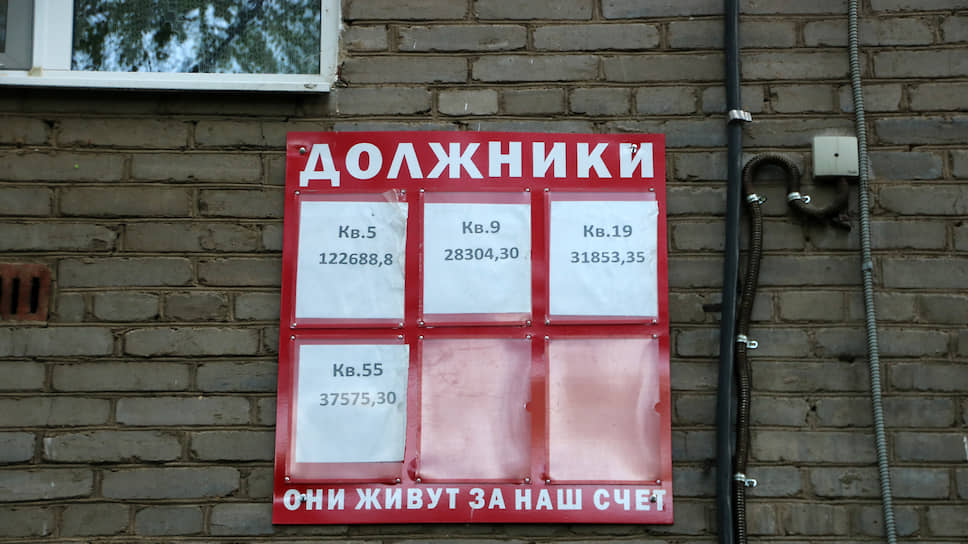 ДОЛЖНИКИ
Кв.5
122688,8
Кв.9
28304,30
Кв.19
31853,35
Кв.55
37575,30
ОНИ ЖИВУТ ЗА НАШ СЧЕТ